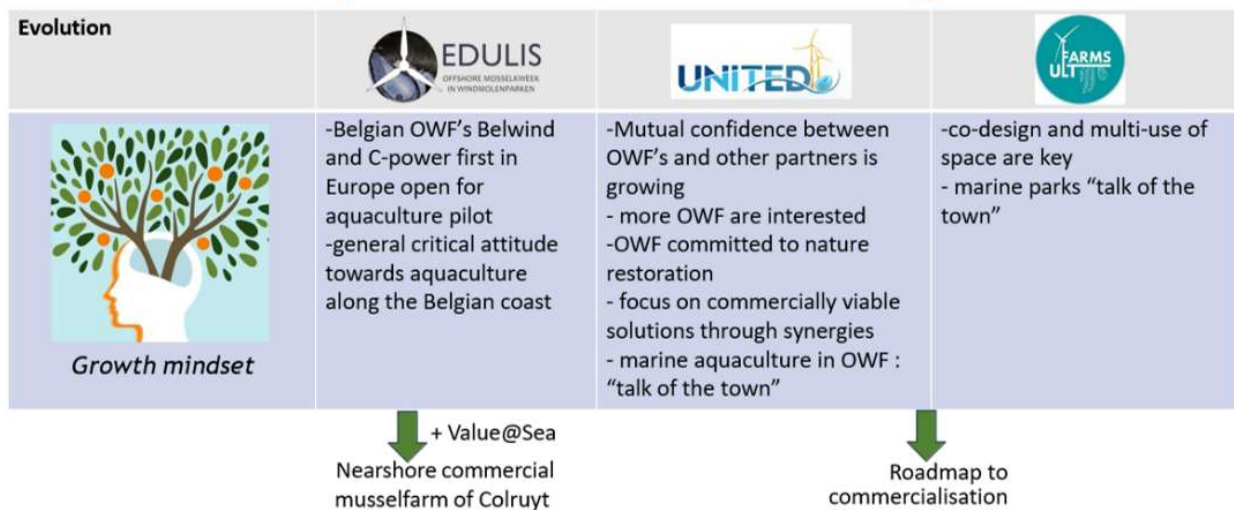 Evolution
EDULIS
OFFSHORE MOSSELKWEEK
IN WINDMOLENPARKEN
UNITED
ULT
FARMS
Growth mindset
-Belgian OWF's Belwind
and C-power first in
Europe open for
aquaculture pilot
-general critical attitude
towards aquaculture
along the Belgian coast
-Mutual confidence between
OWF's and other partners is
growing
- more OWF are interested
-OWF committed to nature
restoration
- focus on commercially viable
solutions through synergies
- marine aquaculture in OWF :
"talk of the town"
-co-design and multi-use of
space are key
- marine parks "talk of the
town"
+ Value@Sea
Nearshore commercial
musselfarm of Colruyt
Roadmap to
commercialisation